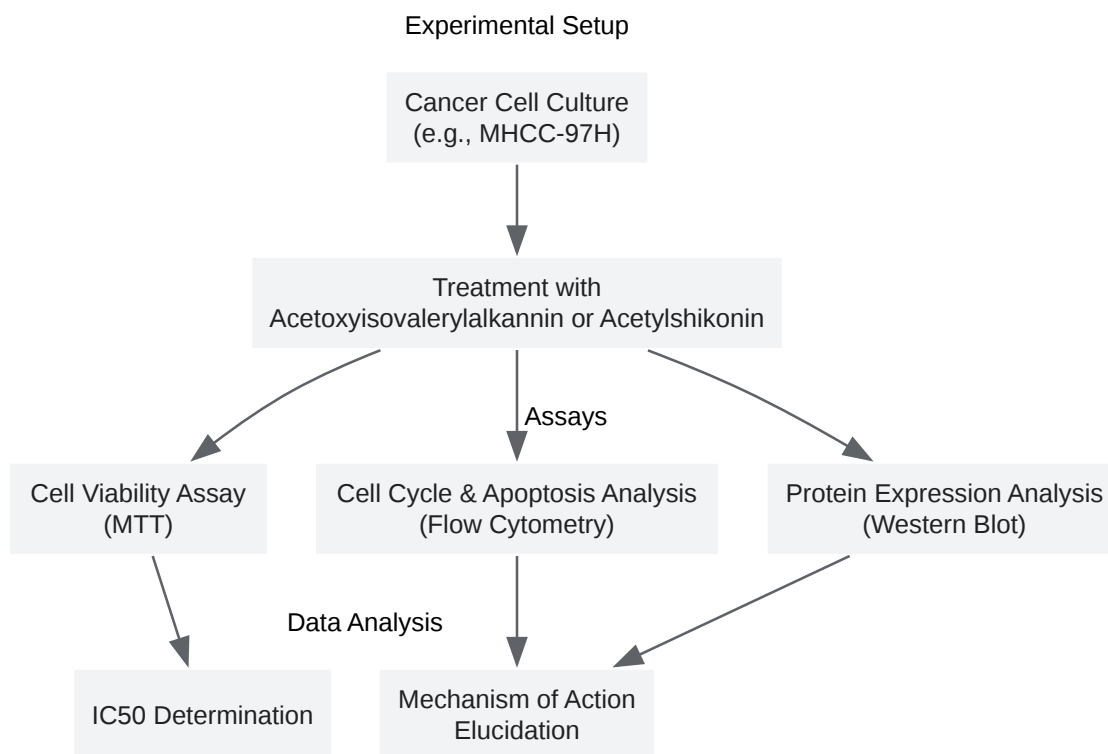 Experimental Setup
Cancer Cell Culture
(e.g., MHCC-97H)
Treatment with
Acetoxyisovalerylalkannin or Acetylshikonin
Assays
Cell Viability Assay
(MTT)
Cell Cycle & Apoptosis Analysis
(Flow Cytometry)
Protein Expression Analysis
(Western Blot)
Data Analysis
IC50 Determination
Mechanism of Action
Elucidation